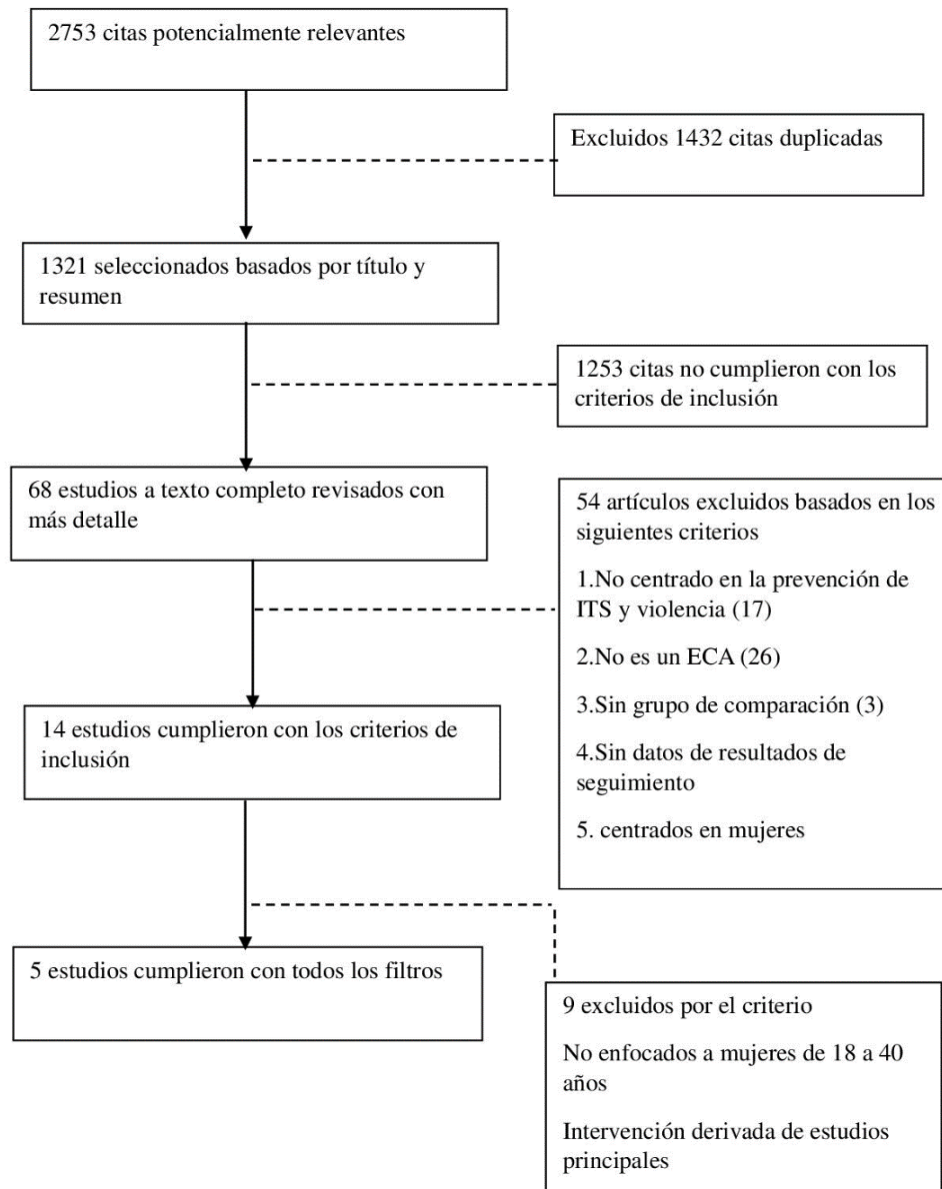 2753 citas potencialmente relevantes
Excluidos 1432 citas duplicadas
1321 seleccionados basados por título y
resumen
1253 citas no cumplieron con los
criterios de inclusión
68 estudios a texto completo revisados con
más detalle
54 artículos excluidos basados en los
siguientes criterios
1.No centrado en la prevención de
ITS y violencia (17)
2.No es un ECA (26)
3.Sin grupo de comparación (3)
4.Sin datos de resultados de
seguimiento
5. centrados en mujeres
14 estudios cumplieron con los criterios de
inclusión
5 estudios cumplieron con todos los filtros
9 excluidos por el criterio
No enfocados a mujeres de 18 a 40
años
Intervención derivada de estudios
principales